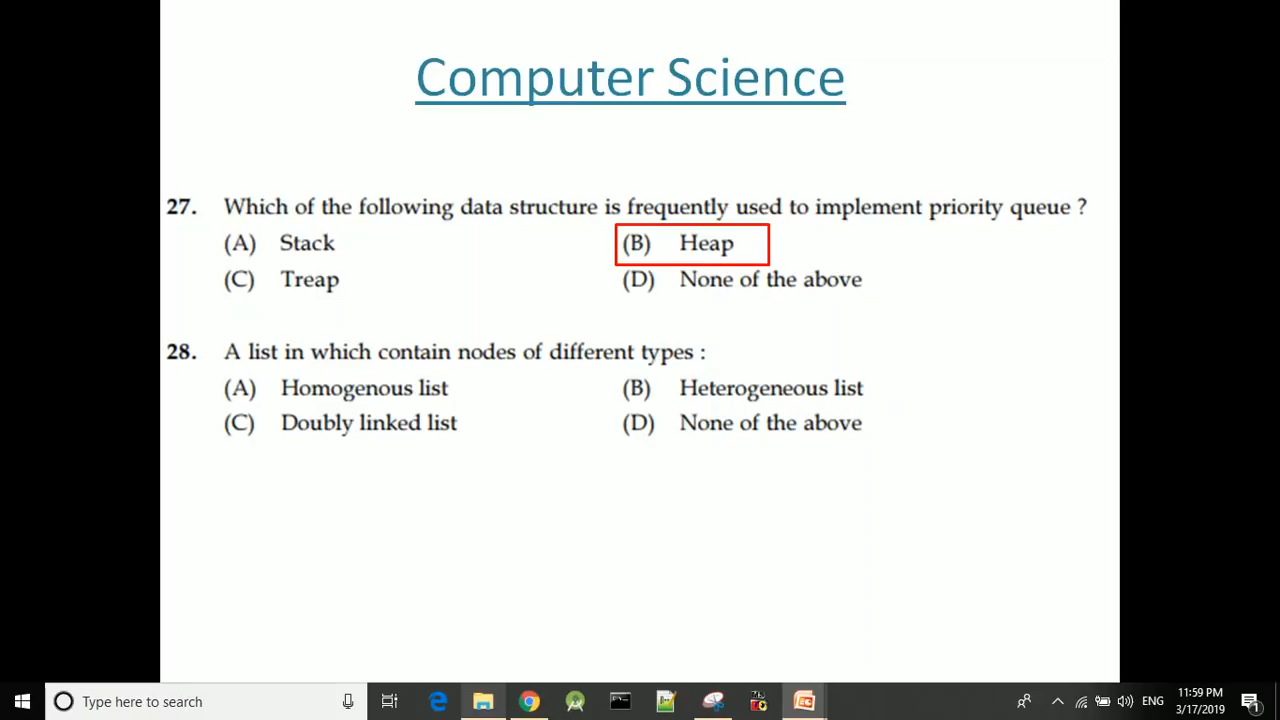 Computer Science
27. Which of the following data structure is frequently used to implement priority queue ?
(A) Stack (B) Heap
(C) Treap (D) None of the above
28. A list in which contain nodes of different types :
(A) Homogenous list (B) Heterogeneous list
(C) Doubly linked list (D) None of the above
Type here to search
ENG
11:59 PM
3/17/2019
1